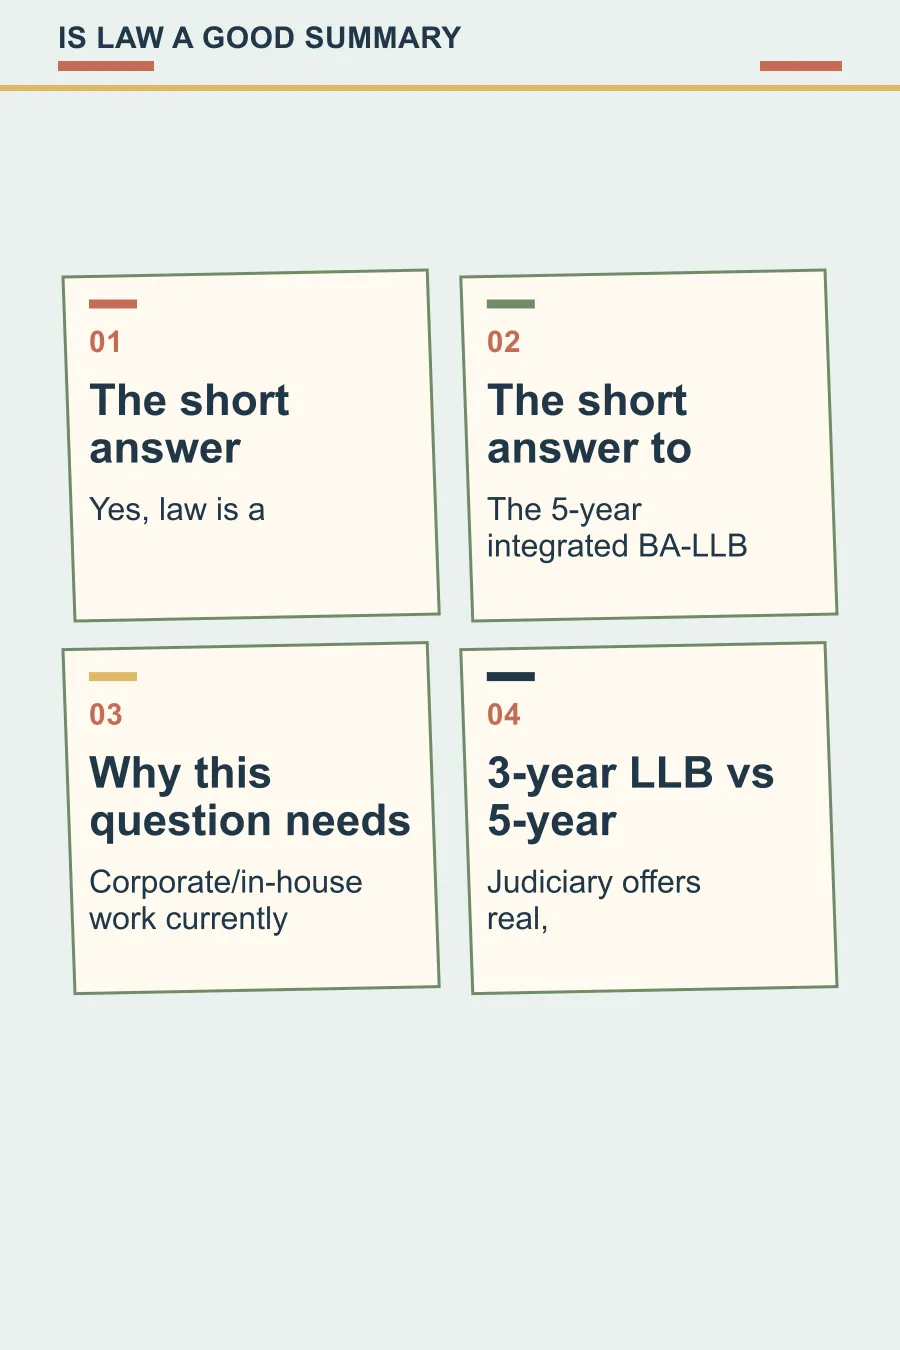 IS LAW A GOOD SUMMARY
01
The short
answer
Yes, law is a
02
The short
answer to
The 5-year
integrated BA-LLB
03
Why this
question needs
Corporate/in-house
work currently
04
3-year LLB vs
5-year
Judiciary offers
real,